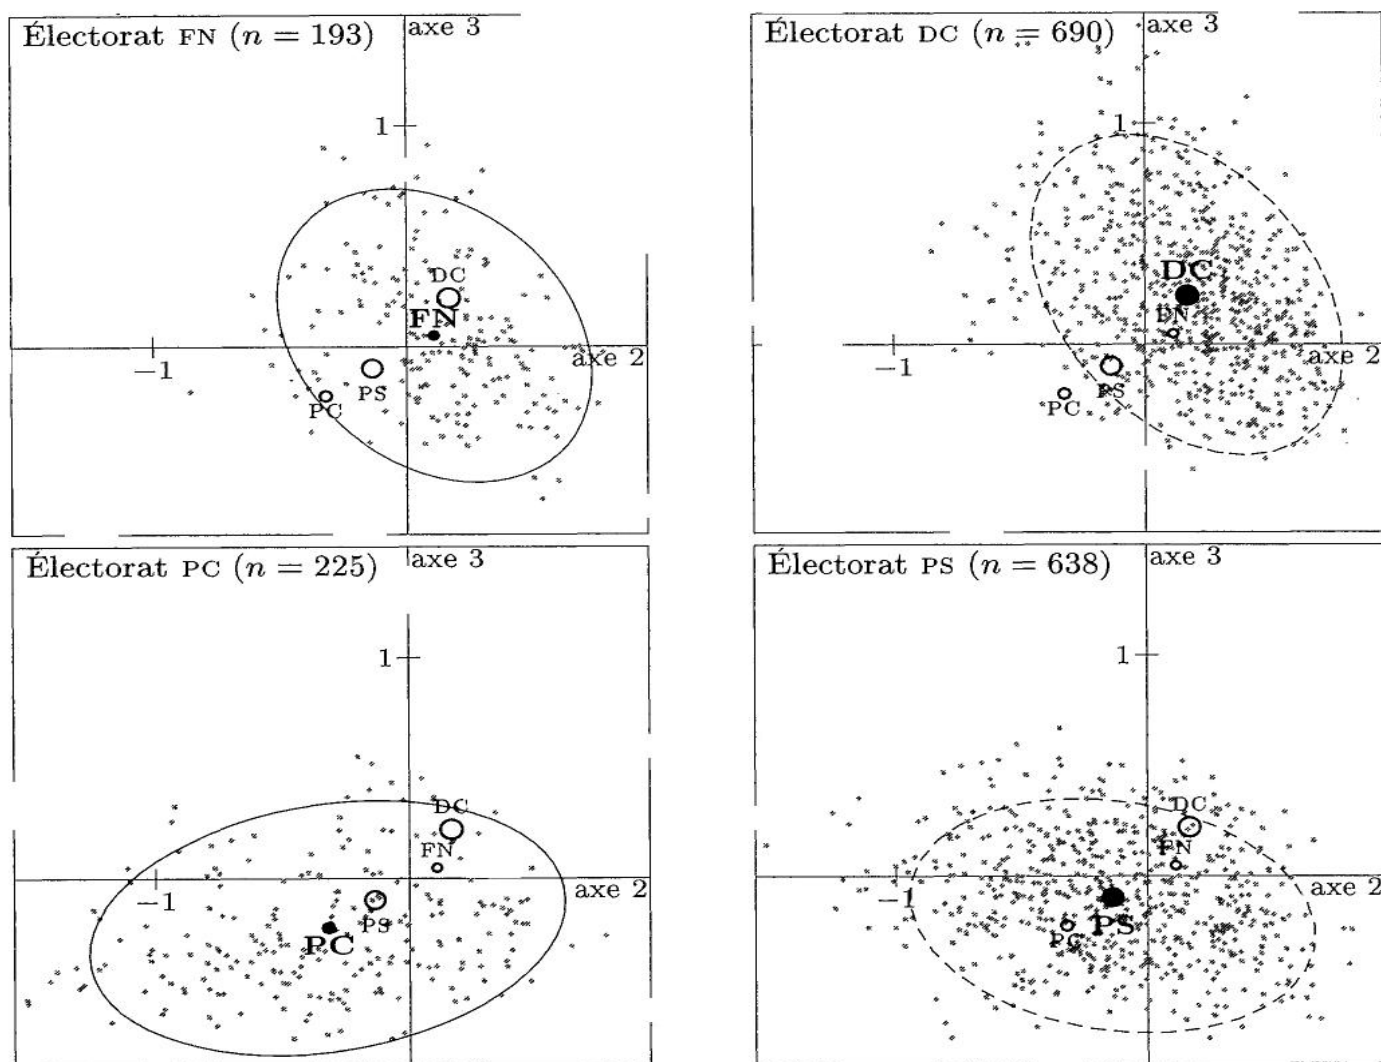 Électorat FN (n = 193)
axe 3
1
DC
FN
axe 2
−1
PS
PC
Électorat DC (n = 690)
axe 3
1
DC
FN
axe 2
−1
PS
PC
Électorat PC (n = 225)
axe 3
1
DC
FN
axe 2
−1
PS
PC
Électorat PS (n = 638)
axe 3
1
DC
FN
axe 2
−1
PS
PC